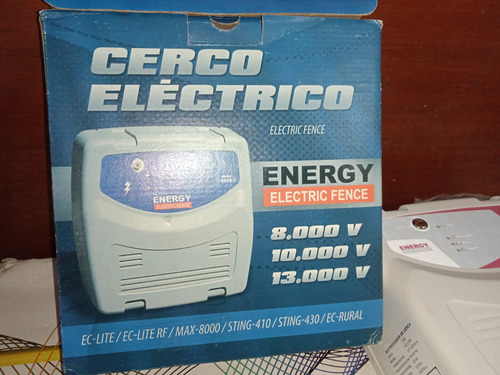 CERCO
ELÉCTRICO
ELECTRIC FENCE
ENERGY
ELECTRIC FENCE
8.000 V
10.000 V
13.000 V
ENERGY
ELECTRIC FENCE
EC-LITE / EC-LITE RF / MAX-8000 / STING-410 / STING-430 / EC-RURAL
ENERGY